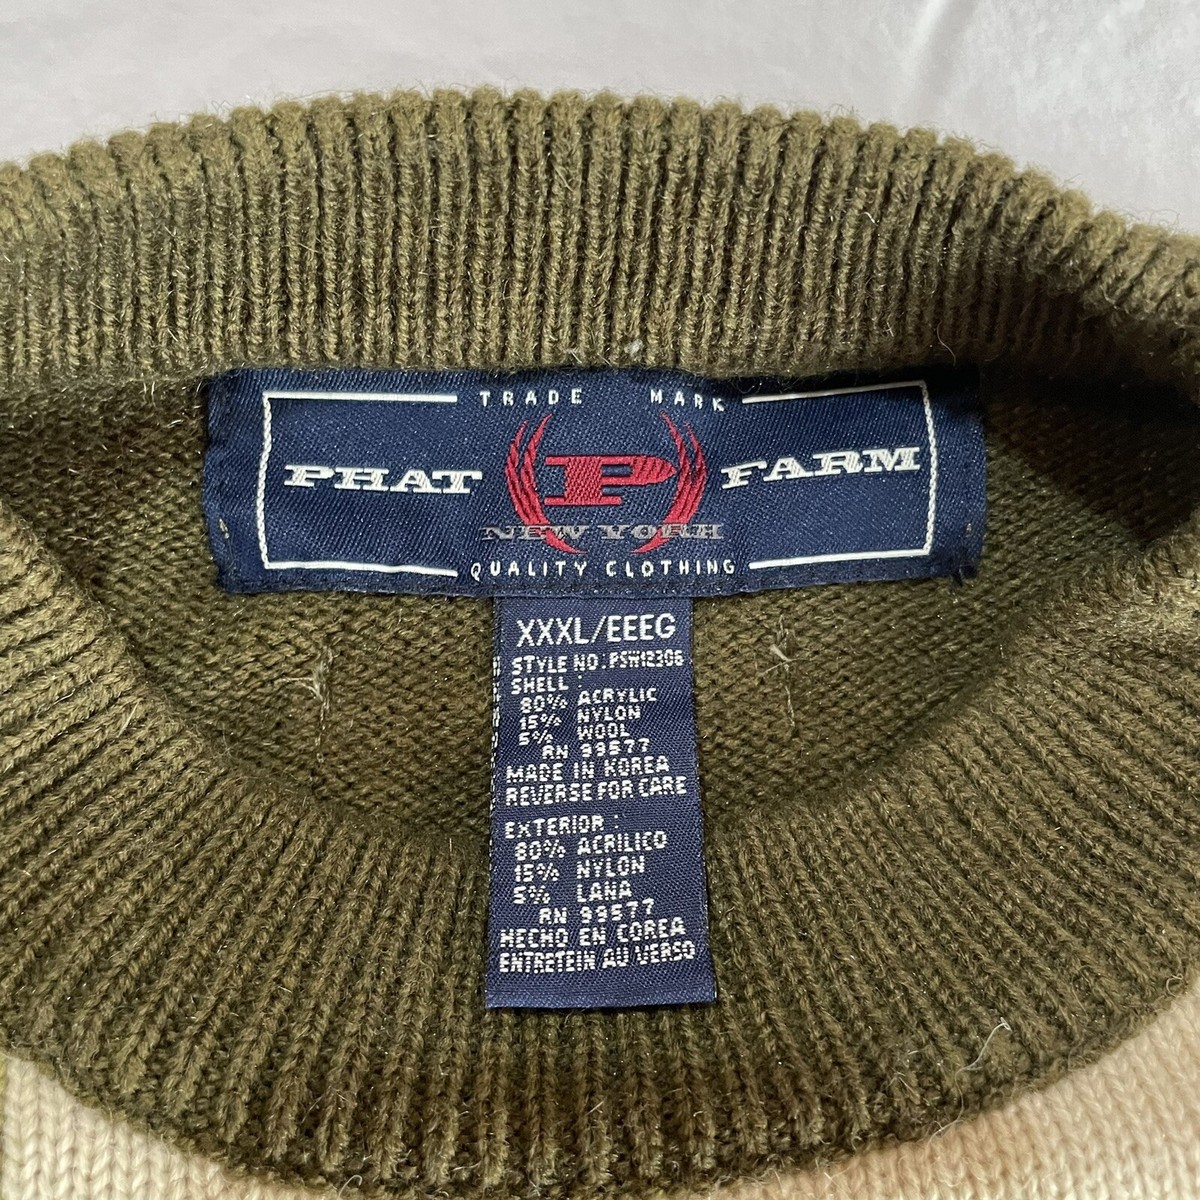 TRADE MARK
PHAT P FARM
NEW YORK
QUALITY CLOTHING
XXXL/EEEG
STYLE NO.:PSW12306
SHELL :
80% ACRYLIC
15% NYLON
5% WOOL
RN 99577
MADE IN KOREA
REVERSE FOR CARE
EXTERIOR :
80% ACRILICO
15% NYLON
5% LANA
RN 99577
HECHO EN COREA
ENTRETEIN AU VERSO